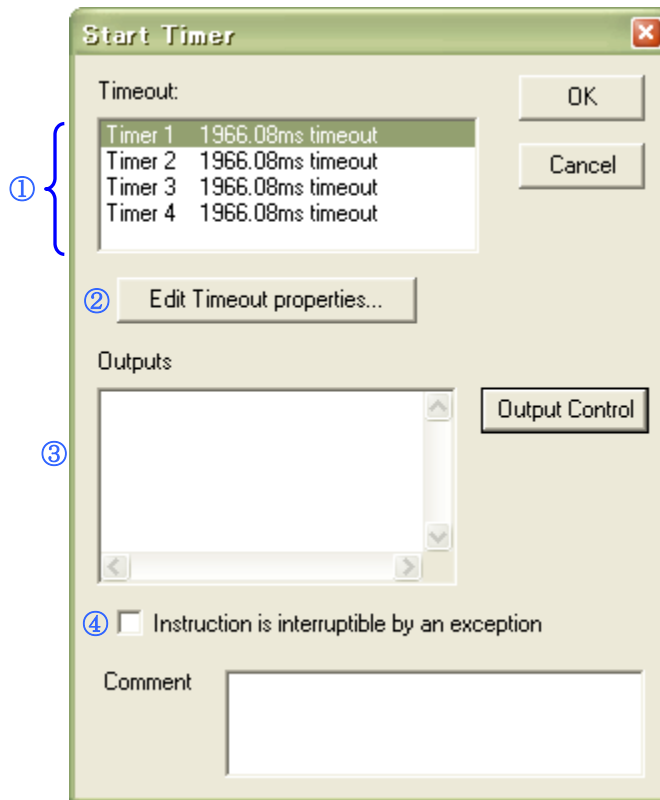 Start Timer
Timeout:
OK
① Timer 1 1966.08ms timeout
Timer 2 1966.08ms timeout
Timer 3 1966.08ms timeout
Timer 4 1966.08ms timeout
Cancel
② Edit Timeout properties...
Outputs
Output Control
③
④ Instruction is interruptible by an exception
Comment